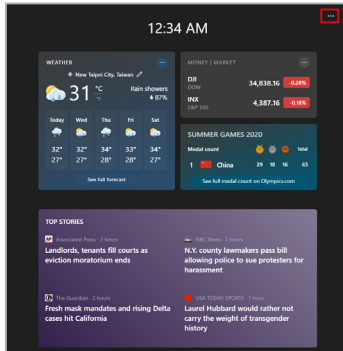 12:34 AM
WEATHER
New Taipei City, Taiwan
31 °C
Rain showers
87%
Today Wed Thu Fri Sat
32° 32° 34° 33° 34°
27° 27° 28° 28° 27°
See full forecast
MONEY | MARKET
DJI 34,838.16 -0.28%
DOW
INX 4,387.16 -0.18%
S&P 500
SUMMER GAMES 2020
Medal count Total
1 China 29 18 16 63
See full medal count on Olympics.com
TOP STORIES
Associated Press · 2 hours
Landlords, tenants fill courts as
eviction moratorium ends
NBC News · 2 hours
N.Y. county lawmakers pass bill
allowing police to sue protesters for
harassment
The Guardian · 2 hours
Fresh mask mandates and rising Delta
cases hit California
USA TODAY SPORTS · 1 hour
Laurel Hubbard would rather not
carry the weight of transgender
history